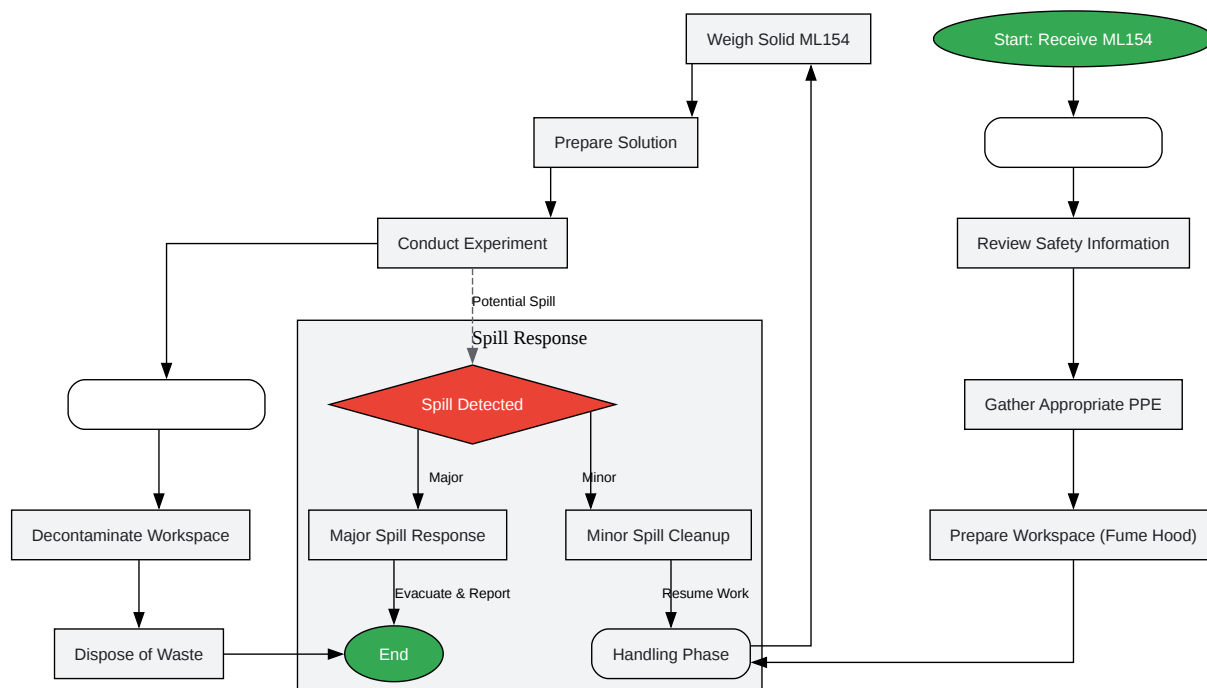 Weigh Solid ML154
Start: Receive ML154
Prepare Solution
Conduct Experiment
Review Safety Information
Potential Spill
Spill Response
Spill Detected
Gather Appropriate PPE
Major
Minor
Decontaminate Workspace
Major Spill Response
Minor Spill Cleanup
Prepare Workspace (Fume Hood)
Evacuate & Report
Resume Work
Dispose of Waste
End
Handling Phase